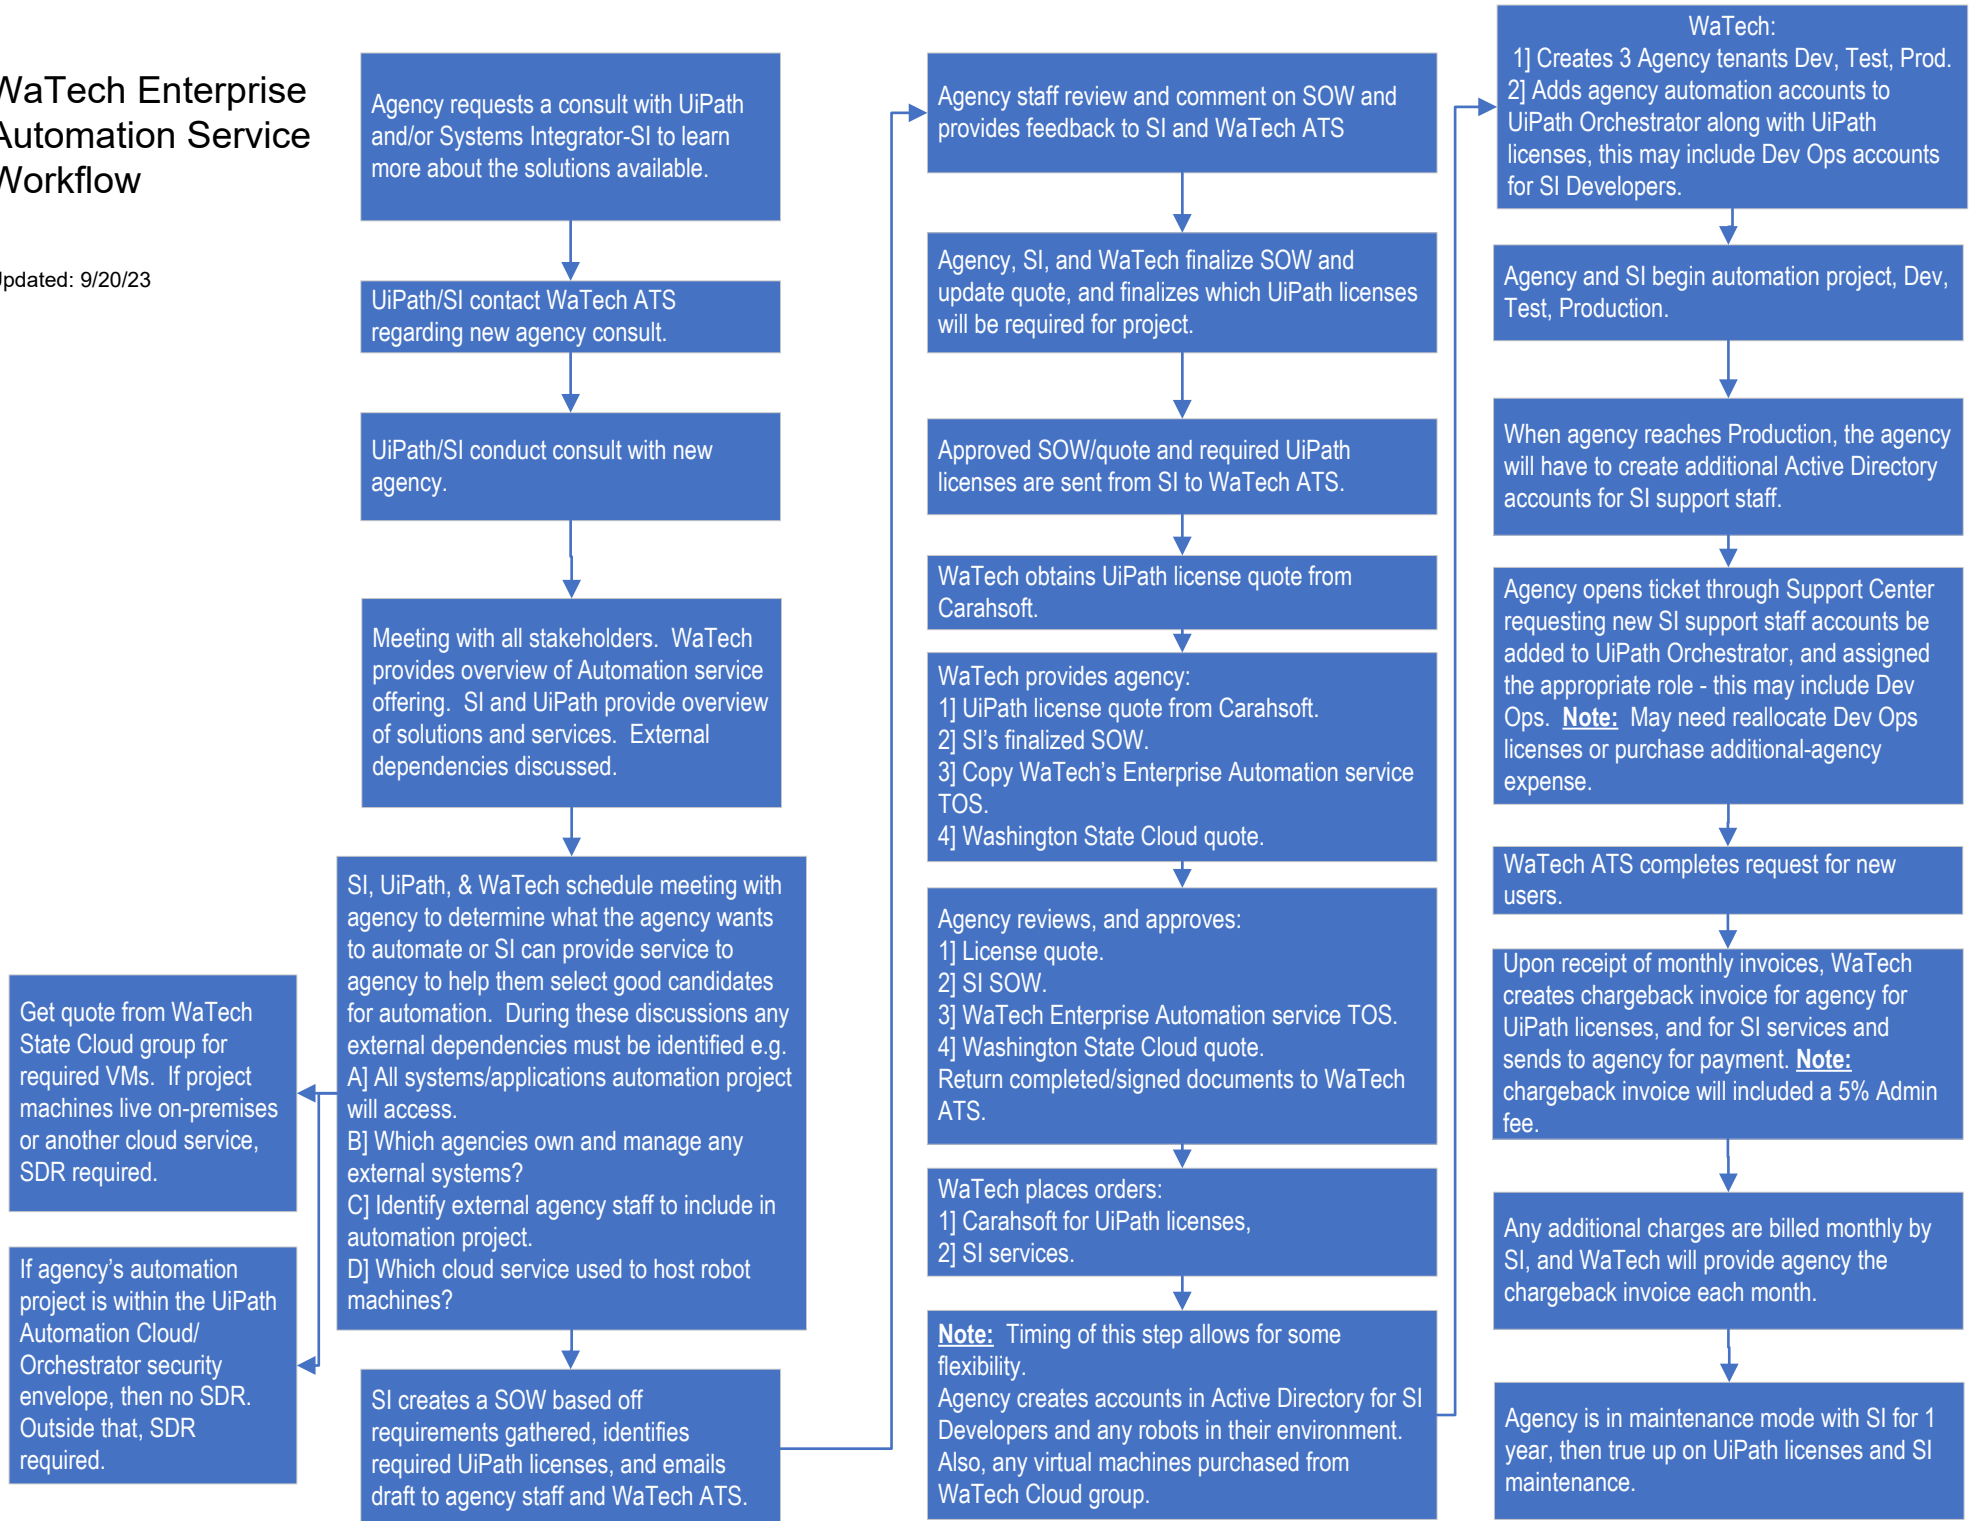 WaTech Enterprise
Automation Service
Workflow
Updated: 9/20/23
Agency requests a consult with UiPath
and/or Systems Integrator-SI to learn
more about the solutions available.
UiPath/SI contact WaTech ATS
regarding new agency consult.
UiPath/SI conduct consult with new
agency.
Meeting with all stakeholders.  WaTech
provides overview of Automation service
offering.  SI and UiPath provide overview
of solutions and services.  External
dependencies discussed.
SI, UiPath, & WaTech schedule meeting with
agency to determine what the agency wants
to automate or SI can provide service to
agency to help them select good candidates
for automation.  During these discussions any
external dependencies must be identified e.g.
A] All systems/applications automation project
will access.
B] Which agencies own and manage any
external systems?
C] Identify external agency staff to include in
automation project.
D] Which cloud service used to host robot
machines?
Get quote from WaTech
State Cloud group for
required VMs.  If project
machines live on-premises
or another cloud service,
SDR required.
If agency's automation
project is within the UiPath
Automation Cloud/
Orchestrator security
envelope, then no SDR.
Outside that, SDR
required.
SI creates a SOW based off
requirements gathered, identifies
required UiPath licenses, and emails
draft to agency staff and WaTech ATS.
Agency staff review and comment on SOW and
provides feedback to SI and WaTech ATS
Agency, SI, and WaTech finalize SOW and
update quote, and finalizes which UiPath licenses
will be required for project.
Approved SOW/quote and required UiPath
licenses are sent from SI to WaTech ATS.
WaTech obtains UiPath license quote from
Carahsoft.
WaTech provides agency:
1] UiPath license quote from Carahsoft.
2] SI's finalized SOW.
3] Copy WaTech's Enterprise Automation service
TOS.
4] Washington State Cloud quote.
Agency reviews, and approves:
1] License quote.
2] SI SOW.
3] WaTech Enterprise Automation service TOS.
4] Washington State Cloud quote.
Return completed/signed documents to WaTech
ATS.
WaTech places orders:
1] Carahsoft for UiPath licenses,
2] SI services.
Note:  Timing of this step allows for some
flexibility.
Agency creates accounts in Active Directory for SI
Developers and any robots in their environment.
Also, any virtual machines purchased from
WaTech Cloud group.
WaTech:
1] Creates 3 Agency tenants Dev, Test, Prod.
2] Adds agency automation accounts to
UiPath Orchestrator along with UiPath
licenses, this may include Dev Ops accounts
for SI Developers.
Agency and SI begin automation project, Dev,
Test, Production.
When agency reaches Production, the agency
will have to create additional Active Directory
accounts for SI support staff.
Agency opens ticket through Support Center
requesting new SI support staff accounts be
added to UiPath Orchestrator, and assigned
the appropriate role - this may include Dev
Ops.  Note:  May need reallocate Dev Ops
licenses or purchase additional-agency
expense.
WaTech ATS completes request for new
users.
Upon receipt of monthly invoices, WaTech
creates chargeback invoice for agency for
UiPath licenses, and for SI services and
sends to agency for payment. Note:
chargeback invoice will included a 5% Admin
fee.
Any additional charges are billed monthly by
SI, and WaTech will provide agency the
chargeback invoice each month.
Agency is in maintenance mode with SI for 1
year, then true up on UiPath licenses and SI
maintenance.